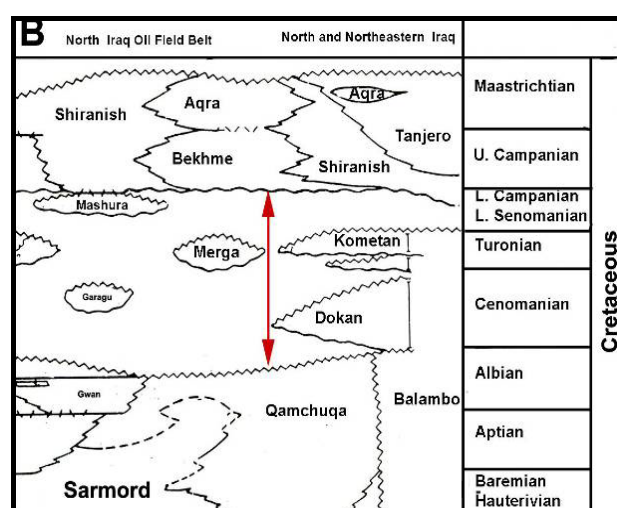 B
North Iraq Oil Field Belt
North and Northeastern Iraq
Maastrichtian
Aqra
Aqra
Shiranish
Tanjero
Bekhme
Shiranish
U. Campanian
L. Campanian
L. Senomanian
Mashura
Kometan
Turonian
Merga
Garagu
Cenomanian
Dokan
Albian
Gwan
Balambo
Qamchuqa
Aptian
Sarmord
Baremian
Hauterivian
Cretaceous